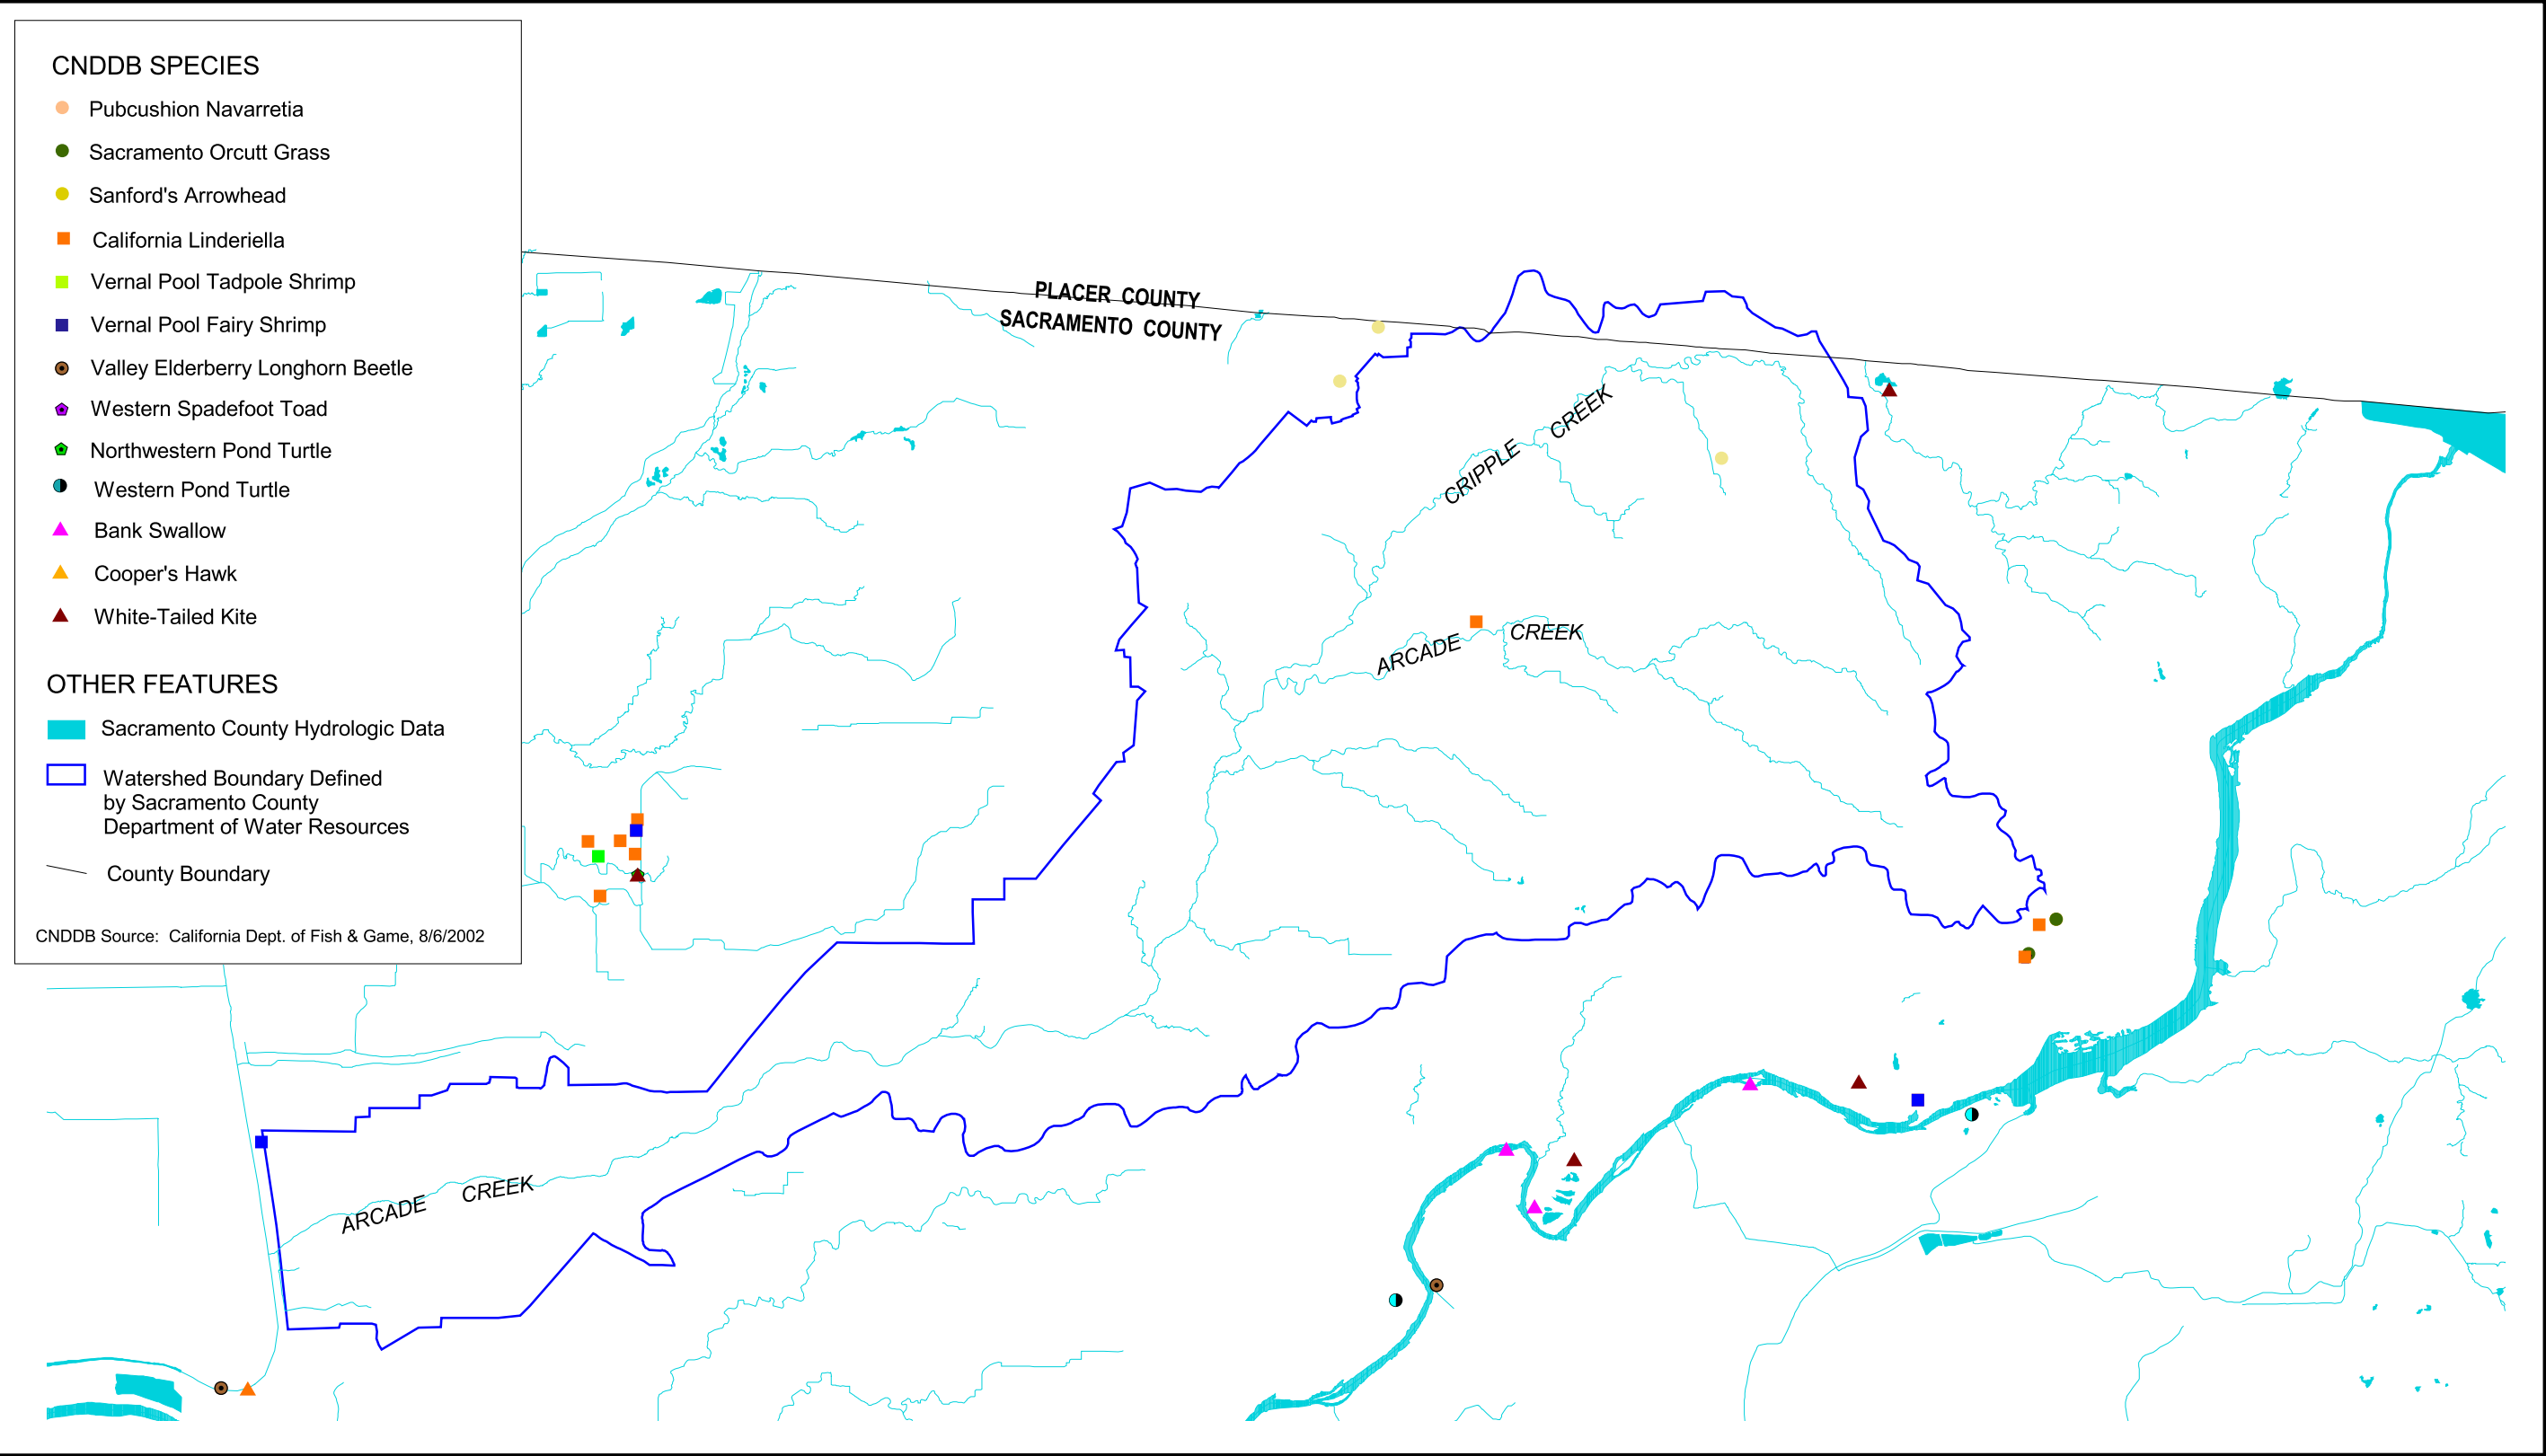 CNDDB SPECIES
Pubcushion Navarretia
Sacramento Orcutt Grass
Sanford's Arrowhead
California Linderiella
Vernal Pool Tadpole Shrimp
Vernal Pool Fairy Shrimp
Valley Elderberry Longhorn Beetle
Western Spadefoot Toad
Northwestern Pond Turtle
Western Pond Turtle
Bank Swallow
Cooper's Hawk
White-Tailed Kite
OTHER FEATURES
Sacramento County Hydrologic Data
Watershed Boundary Defined
by Sacramento County
Department of Water Resources
County Boundary
CNDDB Source: California Dept. of Fish & Game, 8/6/2002
PLACER COUNTY
SACRAMENTO COUNTY
CRIPPLE CREEK
ARCADE CREEK
ARCADE CREEK